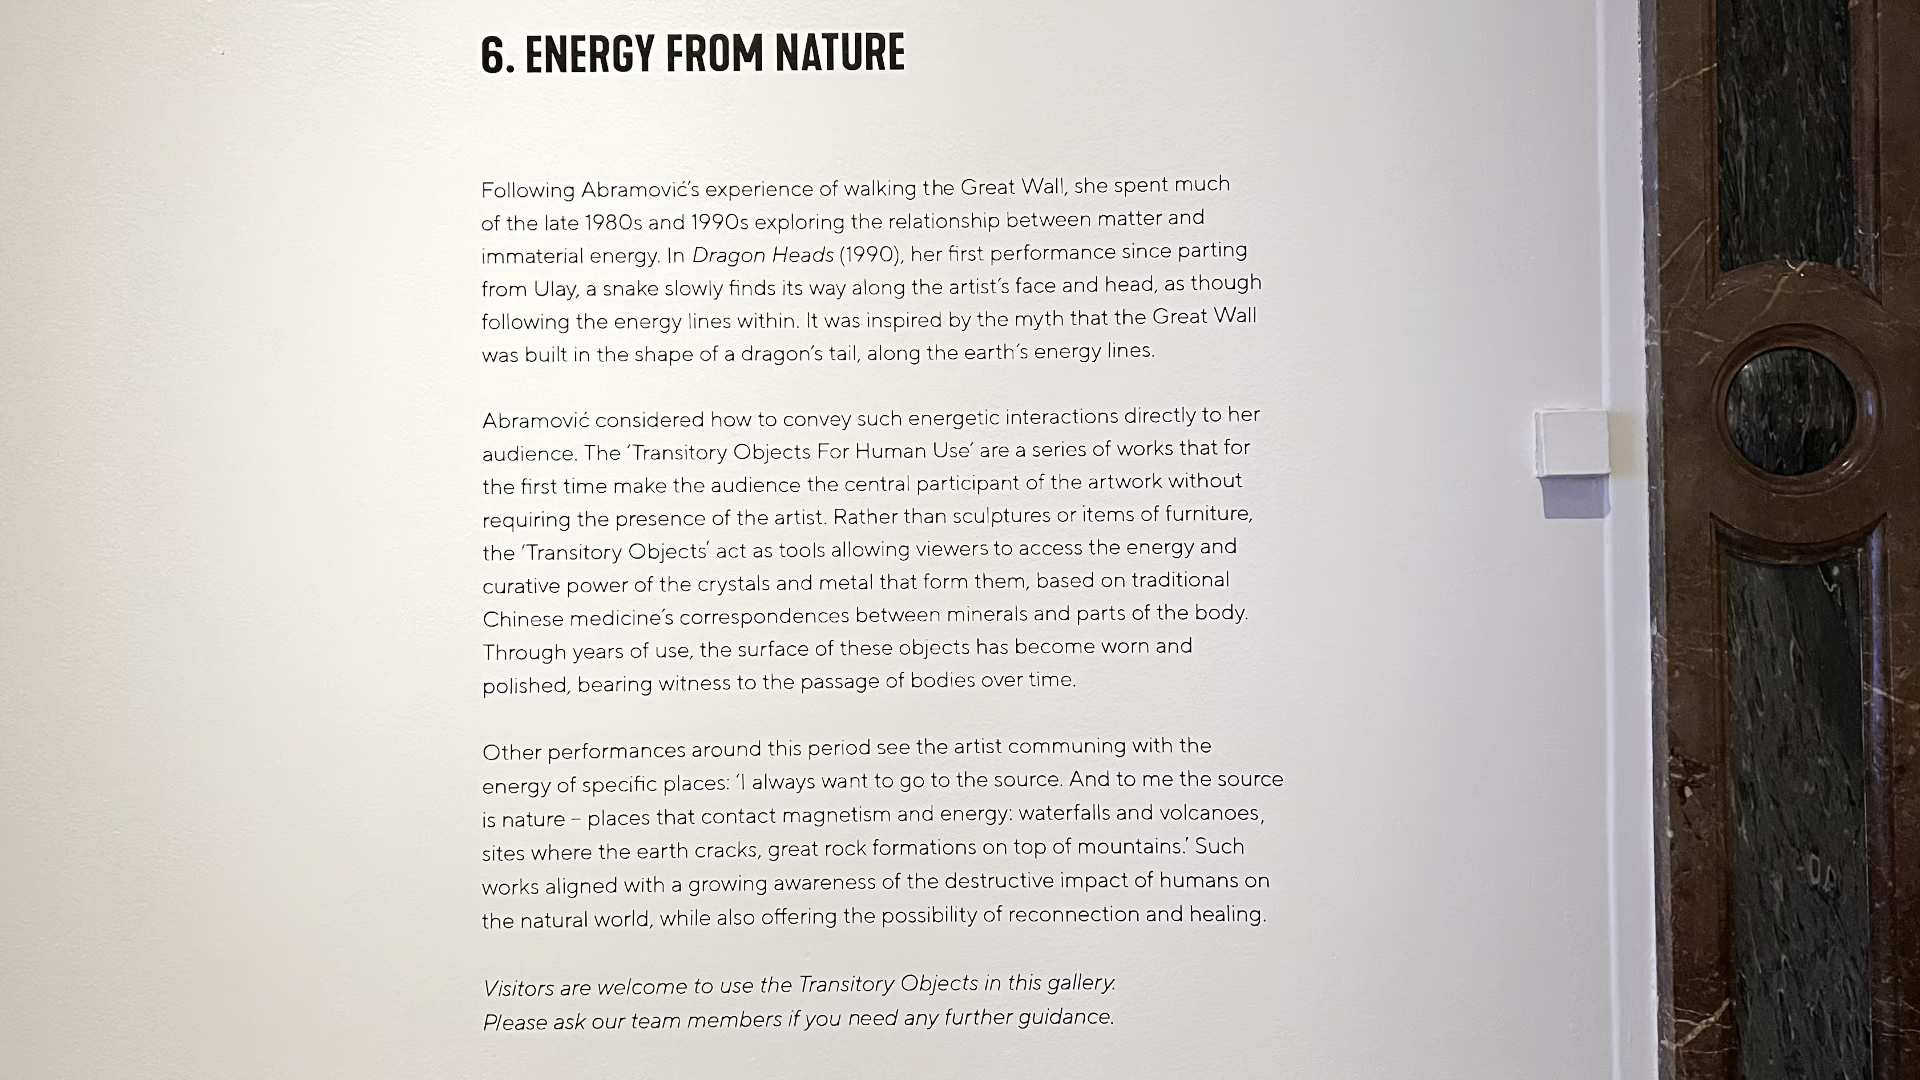 6. ENERGY FROM NATURE
Following Abramović’s experience of walking the Great Wall, she spent much
of the late 1980s and 1990s exploring the relationship between matter and
immaterial energy. In Dragon Heads (1990), her first performance since parting
from Ulay, a snake slowly finds its way along the artist’s face and head, as though
following the energy lines within. It was inspired by the myth that the Great Wall
was built in the shape of a dragon’s tail, along the earth’s energy lines.
Abramović considered how to convey such energetic interactions directly to her
audience. The ‘Transitory Objects For Human Use’ are a series of works that for
the first time make the audience the central participant of the artwork without
requiring the presence of the artist. Rather than sculptures or items of furniture,
the ‘Transitory Objects’ act as tools allowing viewers to access the energy and
curative power of the crystals and metal that form them, based on traditional
Chinese medicine’s correspondences between minerals and parts of the body.
Through years of use, the surface of these objects has become worn and
polished, bearing witness to the passage of bodies over time.
Other performances around this period see the artist communing with the
energy of specific places: ‘I always want to go to the source. And to me the source
is nature – places that contact magnetism and energy: waterfalls and volcanoes,
sites where the earth cracks, great rock formations on top of mountains.’ Such
works aligned with a growing awareness of the destructive impact of humans on
the natural world, while also offering the possibility of reconnection and healing.
Visitors are welcome to use the Transitory Objects in this gallery.
Please ask our team members if you need any further guidance.